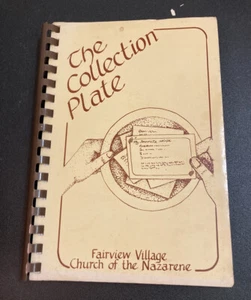 The
Collection
Plate
Fairview Village
Church of the Nazarene